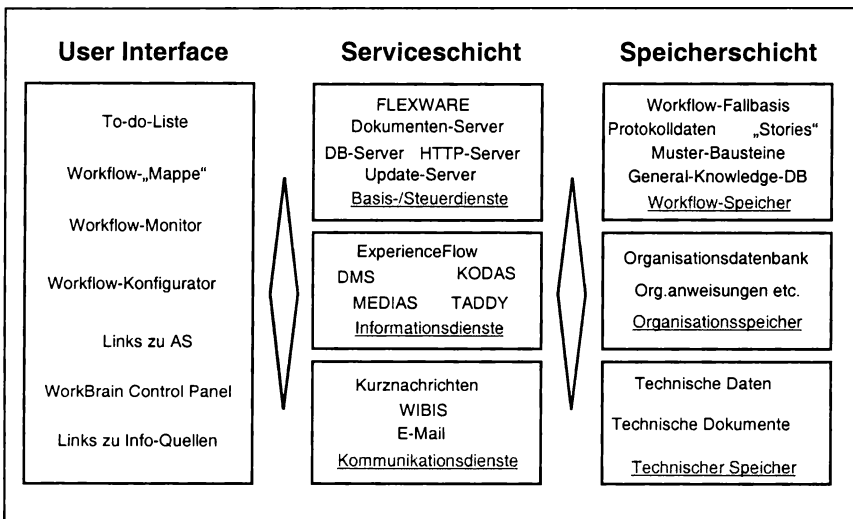 User Interface
To-do-Liste
Workflow-„Mappe"
Workflow-Monitor
Workflow-Konfigurator
Links zu AS
WorkBrain Control Panel
Links zu Info-Quellen
Serviceschicht
FLEXWARE
Dokumenten-Server
DB-Server HTTP-Server
Update-Server
Basis-/Steuerdienste
ExperienceFlow
DMS KODAS
MEDIAS TADDY
Informationsdienste
Kurznachrichten
WIBIS
E-Mail
Kommunikationsdienste
Speicherschicht
Workflow-Fallbasis
Protokolldaten „Stories"
Muster-Bausteine
General-Knowledge-DB
Workflow-Speicher
Organisationsdatenbank
Org.anweisungen etc.
Organisationsspeicher
Technische Daten
Technische Dokumente
Technischer Speicher